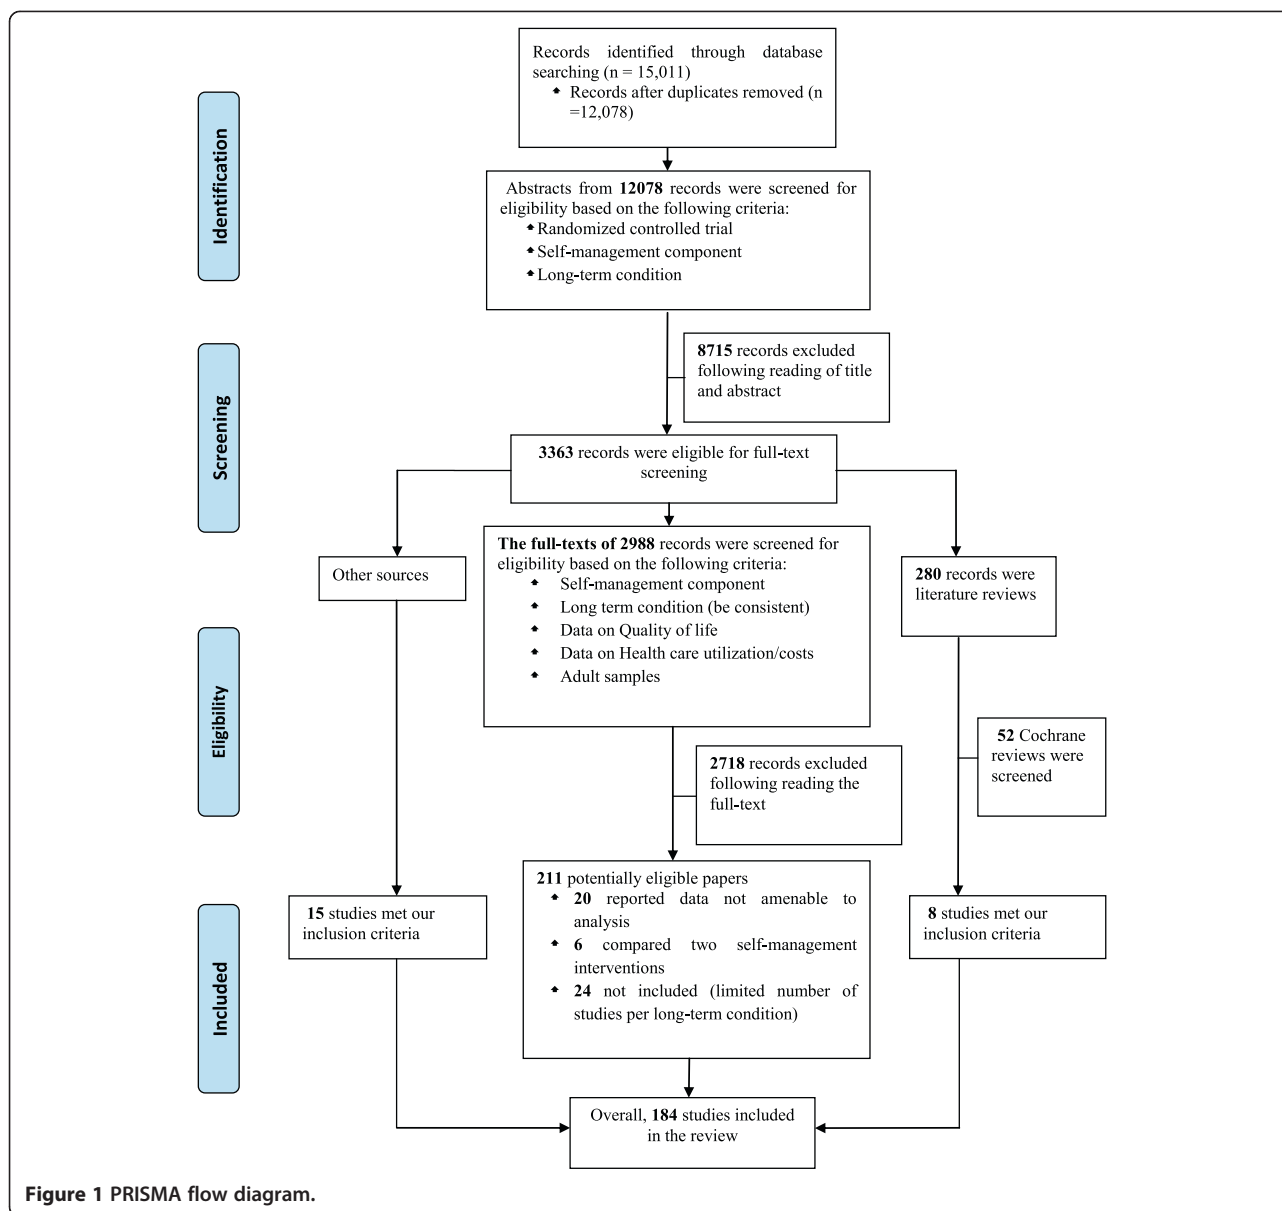 Records identified through database
searching (n = 15,011)
Records after duplicates removed (n
=12,078)
Identification
Abstracts from 12078 records were screened for
eligibility based on the following criteria:
Randomized controlled trial
Self-management component
Long-term condition
8715 records excluded
following reading of title
and abstract
Screening
3363 records were eligible for full-text
screening
The full-texts of 2988 records were screened for
eligibility based on the following criteria:
Self-management component
Long term condition (be consistent)
Data on Quality of life
Data on Health care utilization/costs
Adult samples
Other sources
280 records were
literature reviews
Eligibility
52 Cochrane
reviews were
screened
2718 records excluded
following reading the
full-text
211 potentially eligible papers
20 reported data not amenable to
analysis
6 compared two self-management
interventions
24 not included (limited number of
studies per long-term condition)
15 studies met our
inclusion criteria
8 studies met our
inclusion criteria
Included
Overall, 184 studies included
in the review
Figure 1 PRISMA flow diagram.